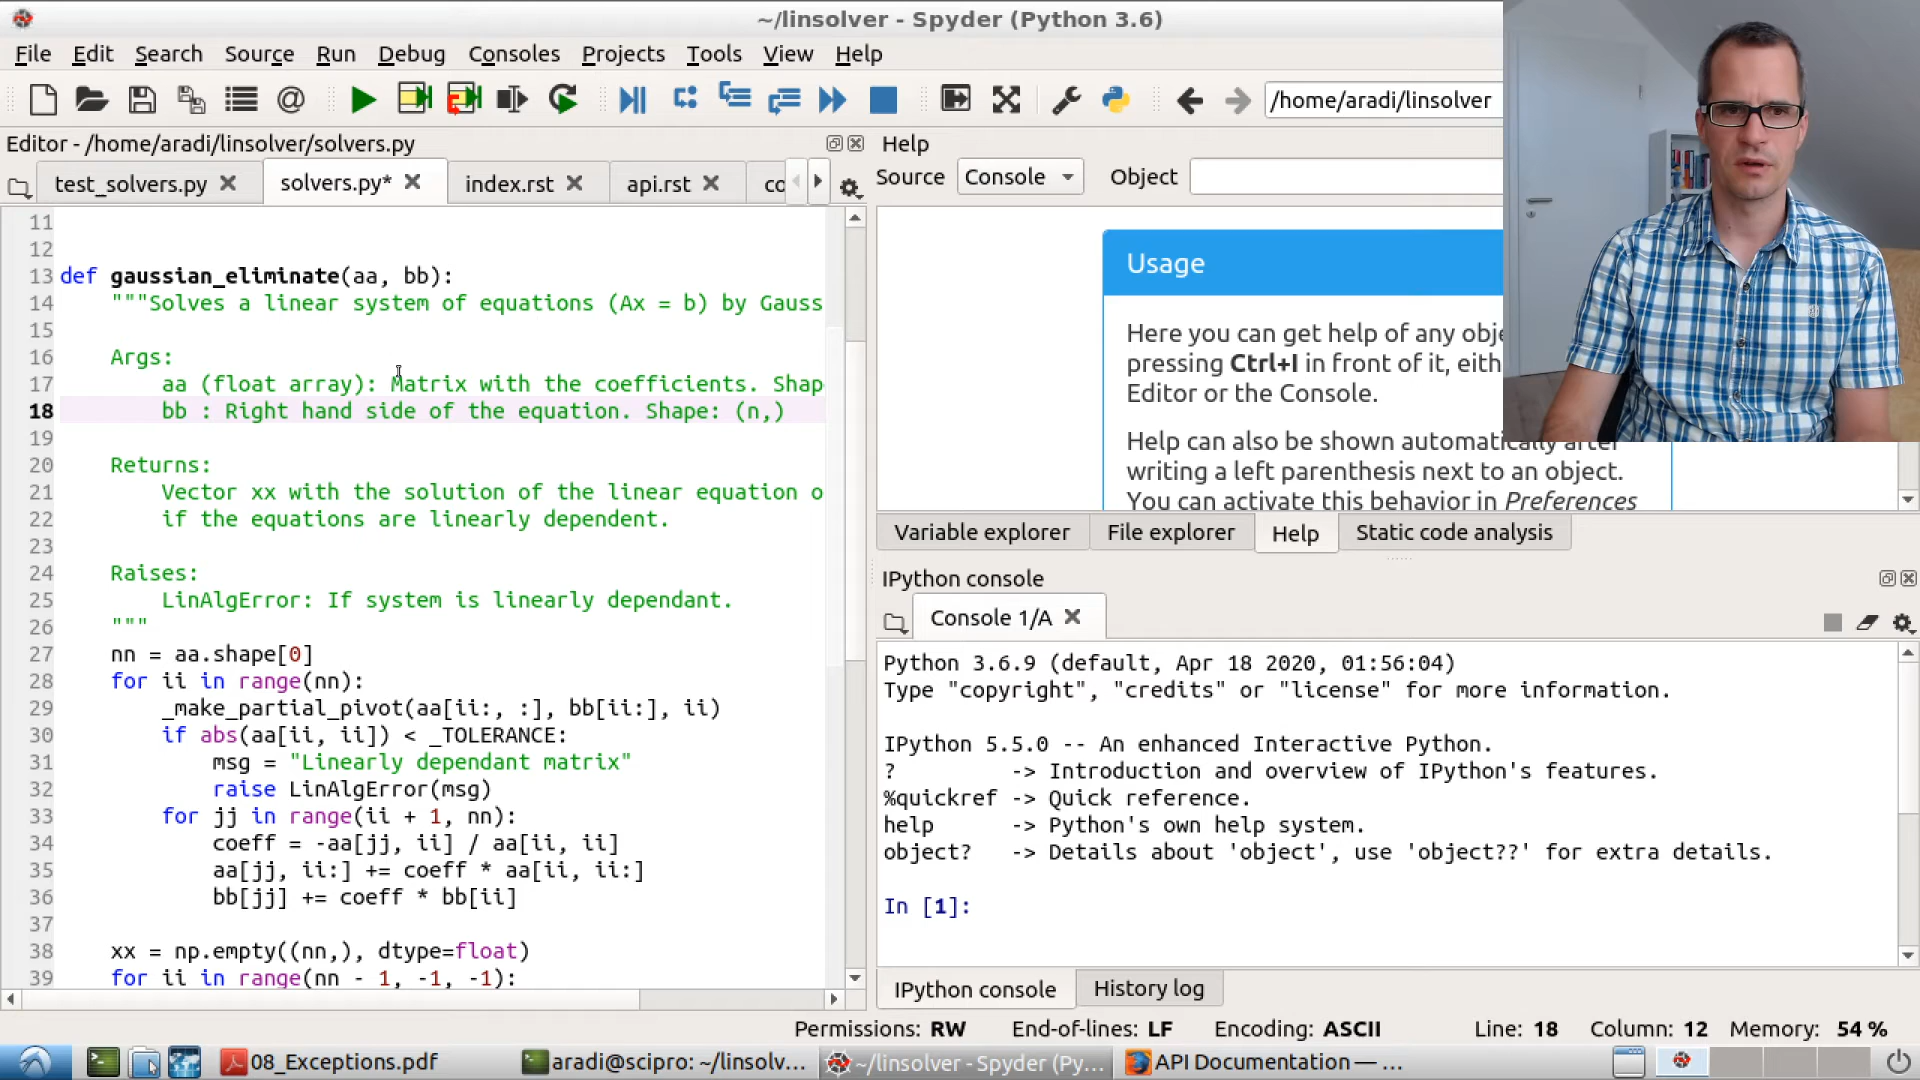 ~/linsolver - Spyder (Python 3.6)
File Edit Search Source Run Debug Consoles Projects Tools View Help
/home/aradi/linsolver
Editor - /home/aradi/linsolver/solvers.py
Help
test_solvers.py
solvers.py*
index.rst
api.rst
co
Source Console Object
11
12
13 def gaussian_eliminate(aa, bb):
14 """Solves a linear system of equations (Ax = b) by Gauss
15
16 Args:
17 aa (float array): Matrix with the coefficients. Shap
18 bb : Right hand side of the equation. Shape: (n,)
19
20 Returns:
21 Vector xx with the solution of the linear equation o
22 if the equations are linearly dependent.
23
24 Raises:
25 LinAlgError: If system is linearly dependant.
26 """
27 nn = aa.shape[0]
28 for ii in range(nn):
29 _make_partial_pivot(aa[ii:, :], bb[ii:], ii)
30 if abs(aa[ii, ii]) < _TOLERANCE:
31 msg = "Linearly dependant matrix"
32 raise LinAlgError(msg)
33 for jj in range(ii + 1, nn):
34 coeff = -aa[jj, ii] / aa[ii, ii]
35 aa[jj, ii:] += coeff * aa[ii, ii:]
36 bb[jj] += coeff * bb[ii]
37
38 xx = np.empty((nn,), dtype=float)
39 for ii in range(nn - 1, -1, -1):
Usage
Here you can get help of any obje
pressing Ctrl+I in front of it, eith
Editor or the Console.
Help can also be shown automatically after
writing a left parenthesis next to an object.
You can activate this behavior in Preferences
Variable explorer File explorer Help Static code analysis
IPython console
Console 1/A
Python 3.6.9 (default, Apr 18 2020, 01:56:04)
Type "copyright", "credits" or "license" for more information.
IPython 5.5.0 -- An enhanced Interactive Python.
? -> Introduction and overview of IPython's features.
%quickref -> Quick reference.
help -> Python's own help system.
object? -> Details about 'object', use 'object??' for extra details.
In [1]:
IPython console History log
Permissions: RW End-of-lines: LF Encoding: ASCII Line: 18 Column: 12 Memory: 54 %
08_Exceptions.pdf
aradi@scipro: ~/linsolv...
~/linsolver - Spyder (Py...
API Documentation — ...